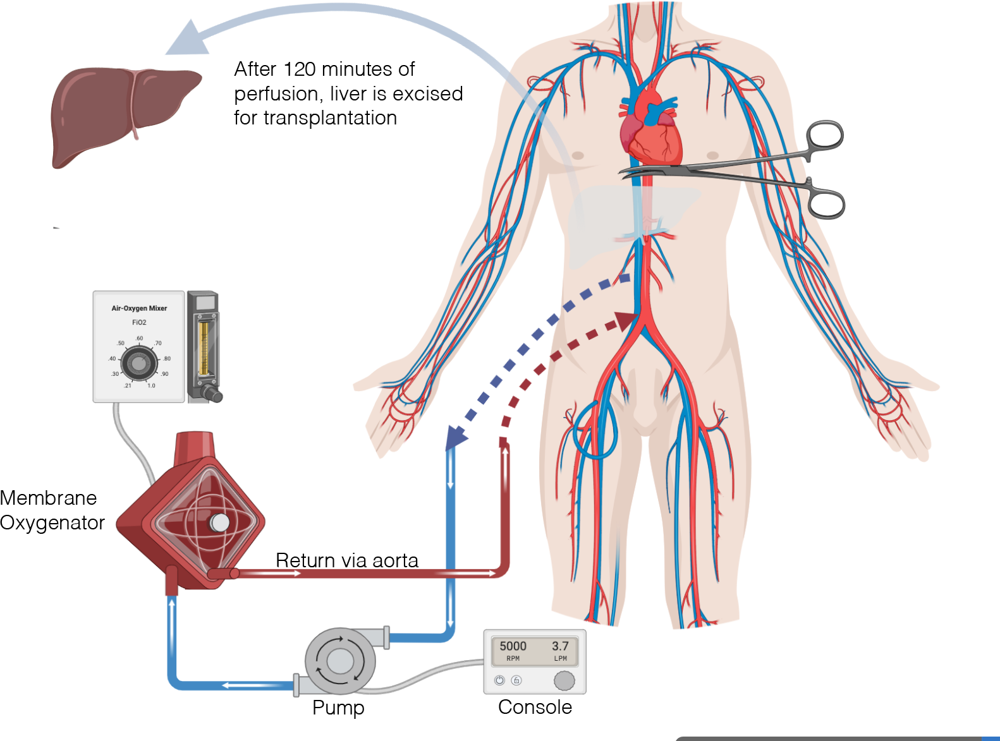 After 120 minutes of
perfusion, liver is excised
for transplantation
Air-Oxygen Mixer
FiO2
.60
.50 .70
.40 .80
.30 .90
.21 1.0
Membrane
Oxygenator
Return via aorta
5000 3.7
RPM LPM
Pump
Console